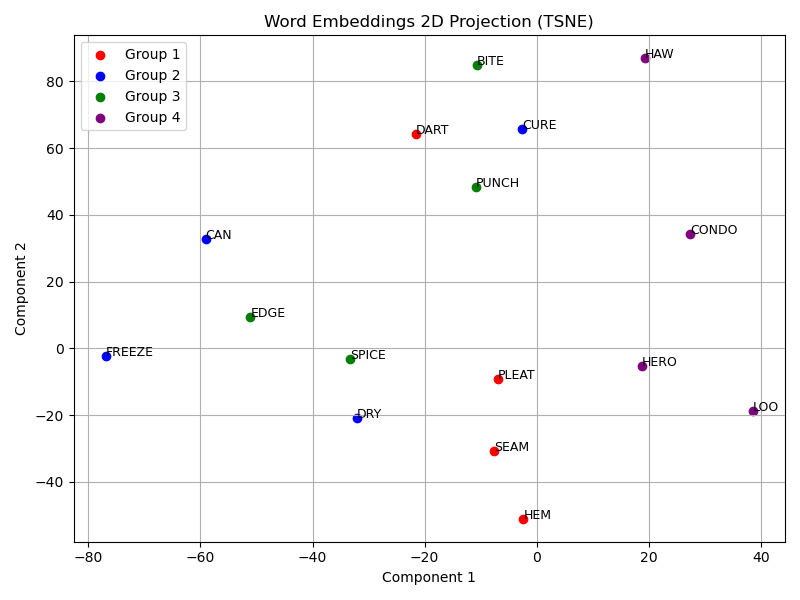 Word Embeddings 2D Projection (TSNE)
Group 1
Group 2
Group 3
Group 4
HAW
BITE
DART
CURE
PUNCH
CAN
CONDO
EDGE
FREEZE
SPICE
HERO
PLEAT
LOO
DRY
SEAM
HEM
80
60
40
20
0
−20
−40
Component 2
−80 −60 −40 −20 0 20 40
Component 1